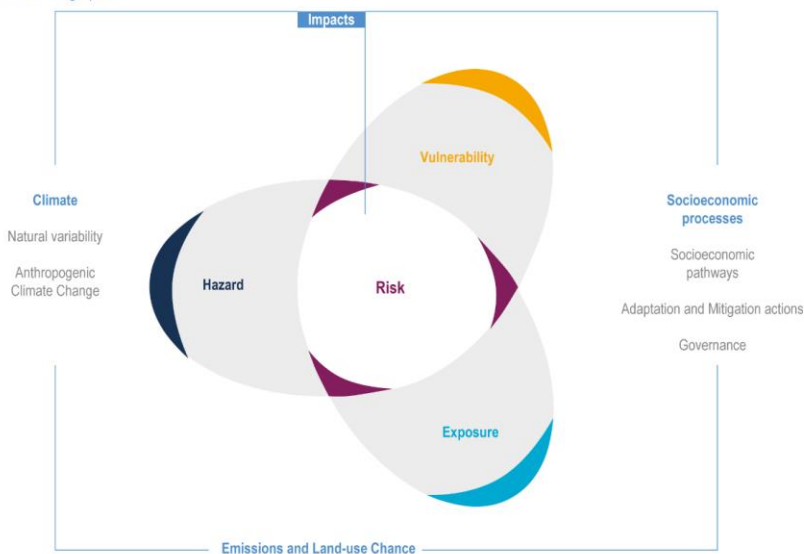 Impacts
Vulnerability
Climate
Natural variability
Anthropogenic
Climate Change
Hazard
Risk
Socioeconomic
processes
Socioeconomic
pathways
Adaptation and Mitigation actions
Governance
Exposure
Emissions and Land-use Chance